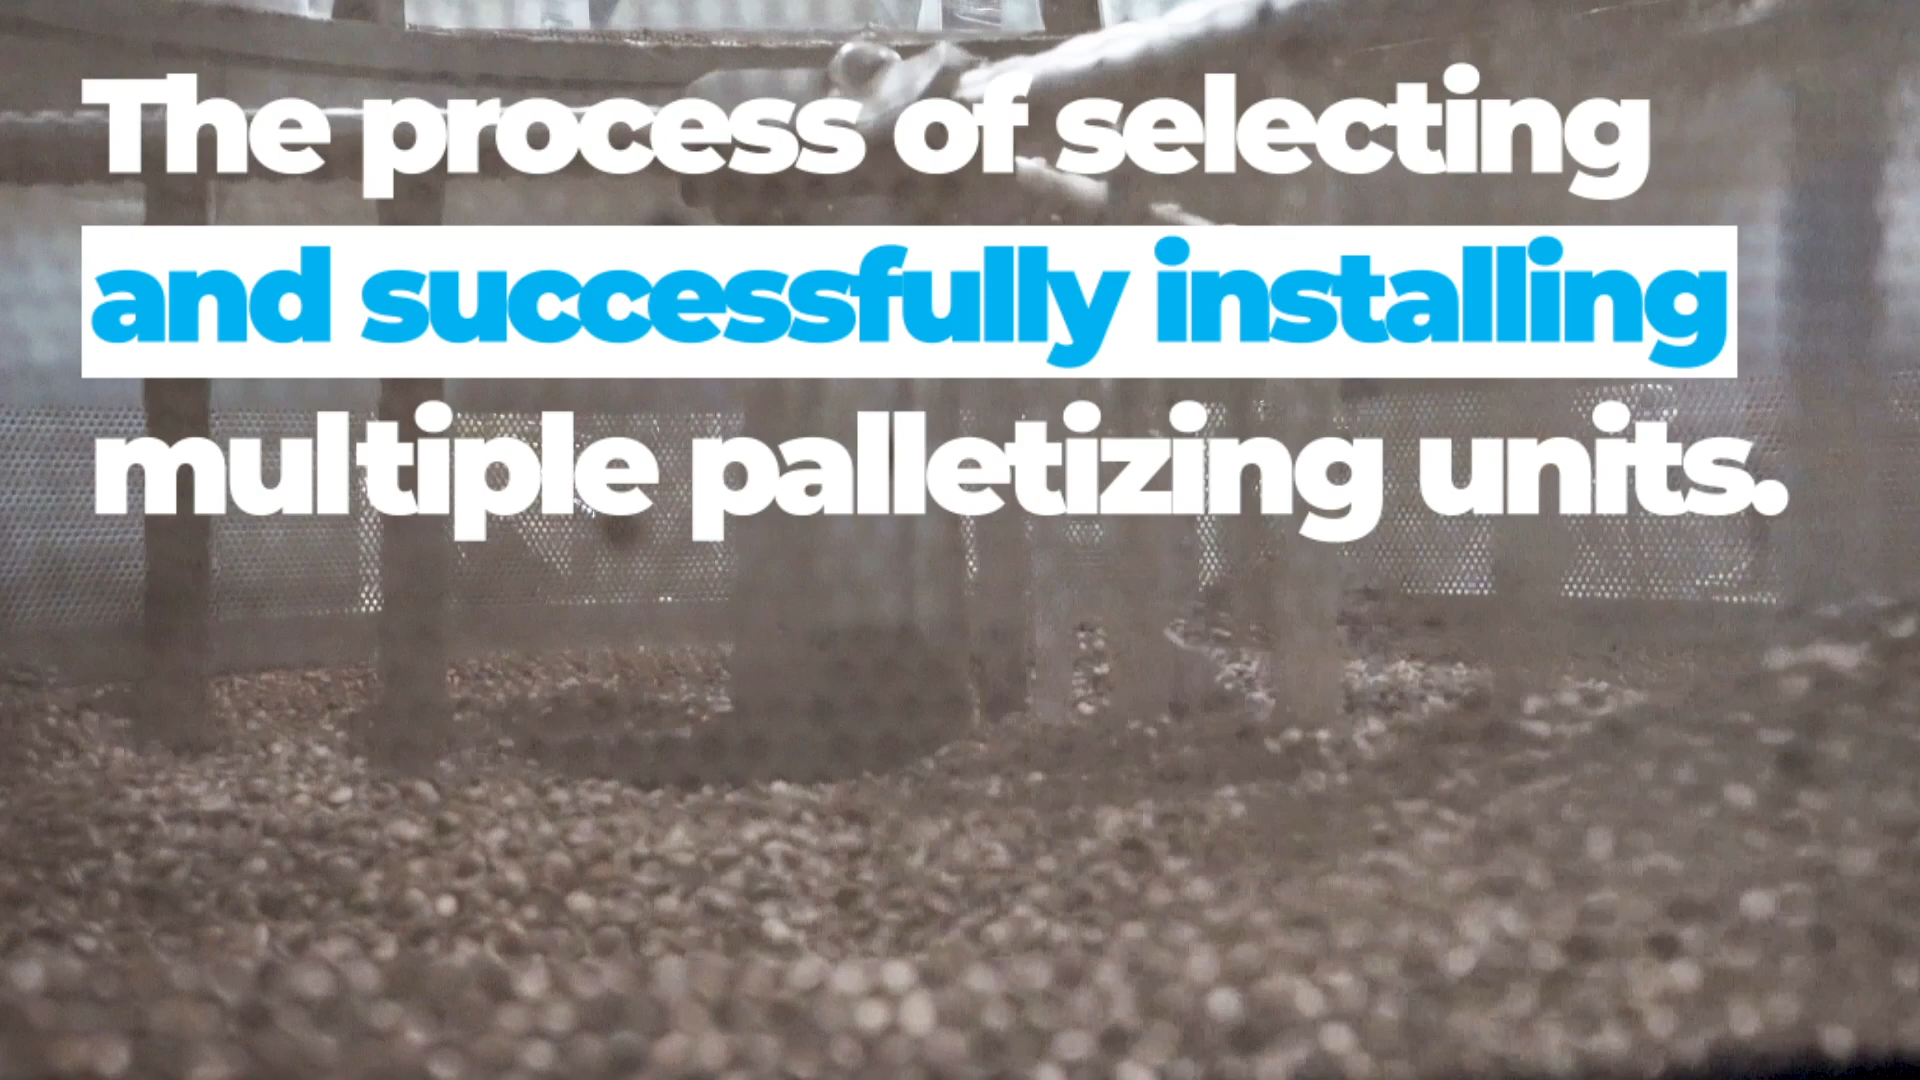 The process of selecting
and successfully installing
multiple palletizing units.